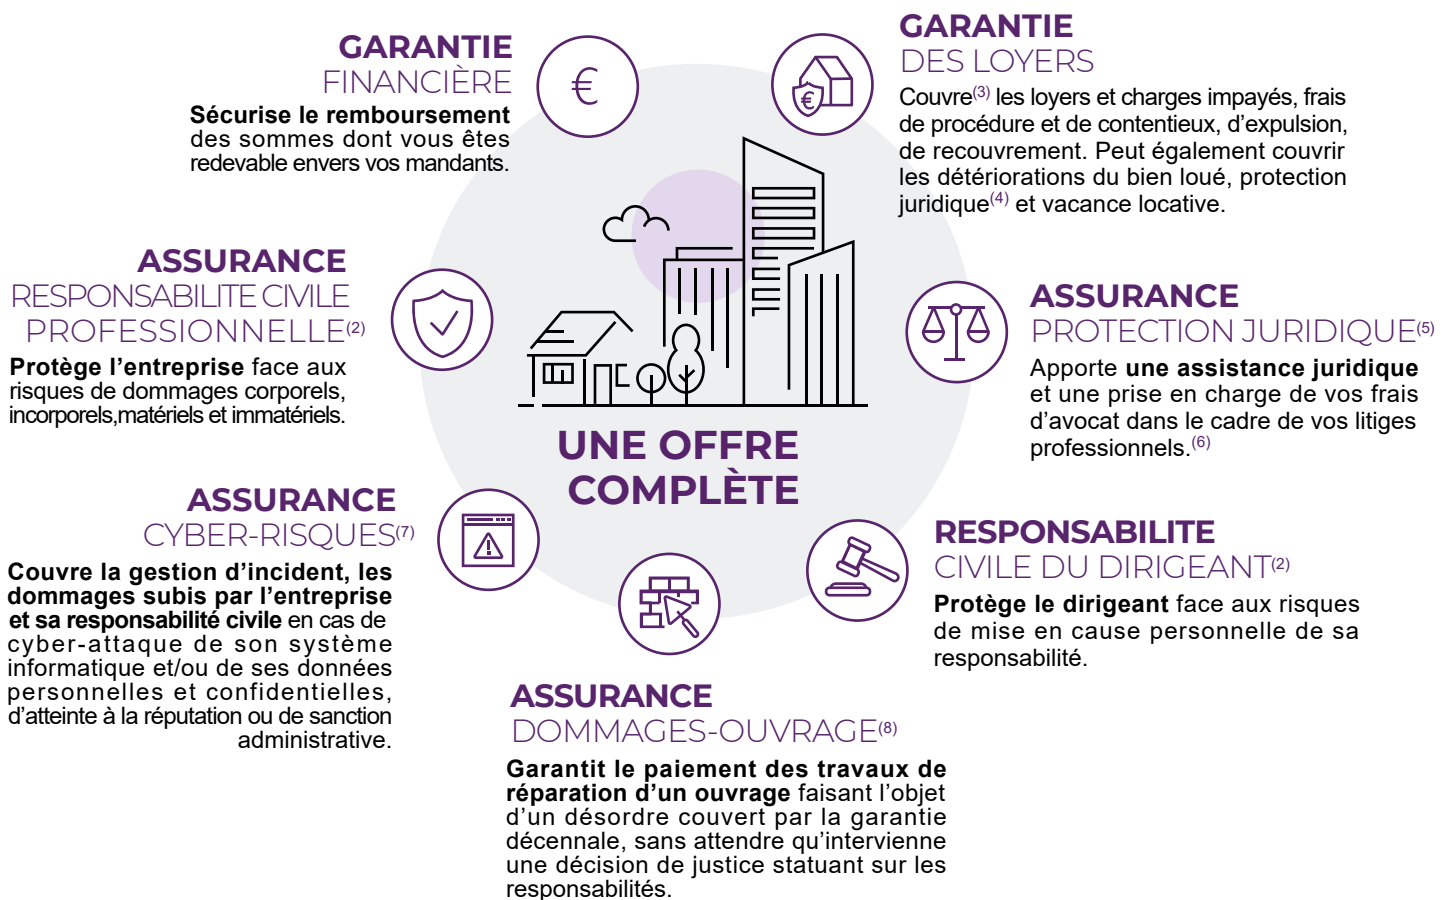 GARANTIE
FINANCIÈRE
Sécurise le remboursement
des sommes dont vous êtes
redevable envers vos mandants.
€
€
GARANTIE
DES LOYERS
Couvre(3) les loyers et charges impayés, frais
de procédure et de contentieux, d’expulsion,
de recouvrement. Peut également couvrir
les détériorations du bien loué, protection
juridique(4) et vacance locative.
ASSURANCE
RESPONSABILITE CIVILE
PROFESSIONNELLE(2)
Protège l’entreprise face aux
risques de dommages corporels,
incorporels,matériels et immatériels.
ASSURANCE
PROTECTION JURIDIQUE(5)
Apporte une assistance juridique
et une prise en charge de vos frais
d’avocat dans le cadre de vos litiges
professionnels.(6)
UNE OFFRE
COMPLÈTE
ASSURANCE
CYBER-RISQUES(7)
Couvre la gestion d’incident, les
dommages subis par l’entreprise
et sa responsabilité civile en cas de
cyber-attaque de son système
informatique et/ou de ses données
personnelles et confidentielles,
d’atteinte à la réputation ou de sanction
administrative.
RESPONSABILITE
CIVILE DU DIRIGEANT(2)
Protège le dirigeant face aux risques
de mise en cause personnelle de sa
responsabilité.
ASSURANCE
DOMMAGES-OUVRAGE(8)
Garantit le paiement des travaux de
réparation d’un ouvrage faisant l’objet
d’un désordre couvert par la garantie
décennale, sans attendre qu’intervienne
une décision de justice statuant sur les
responsabilités.